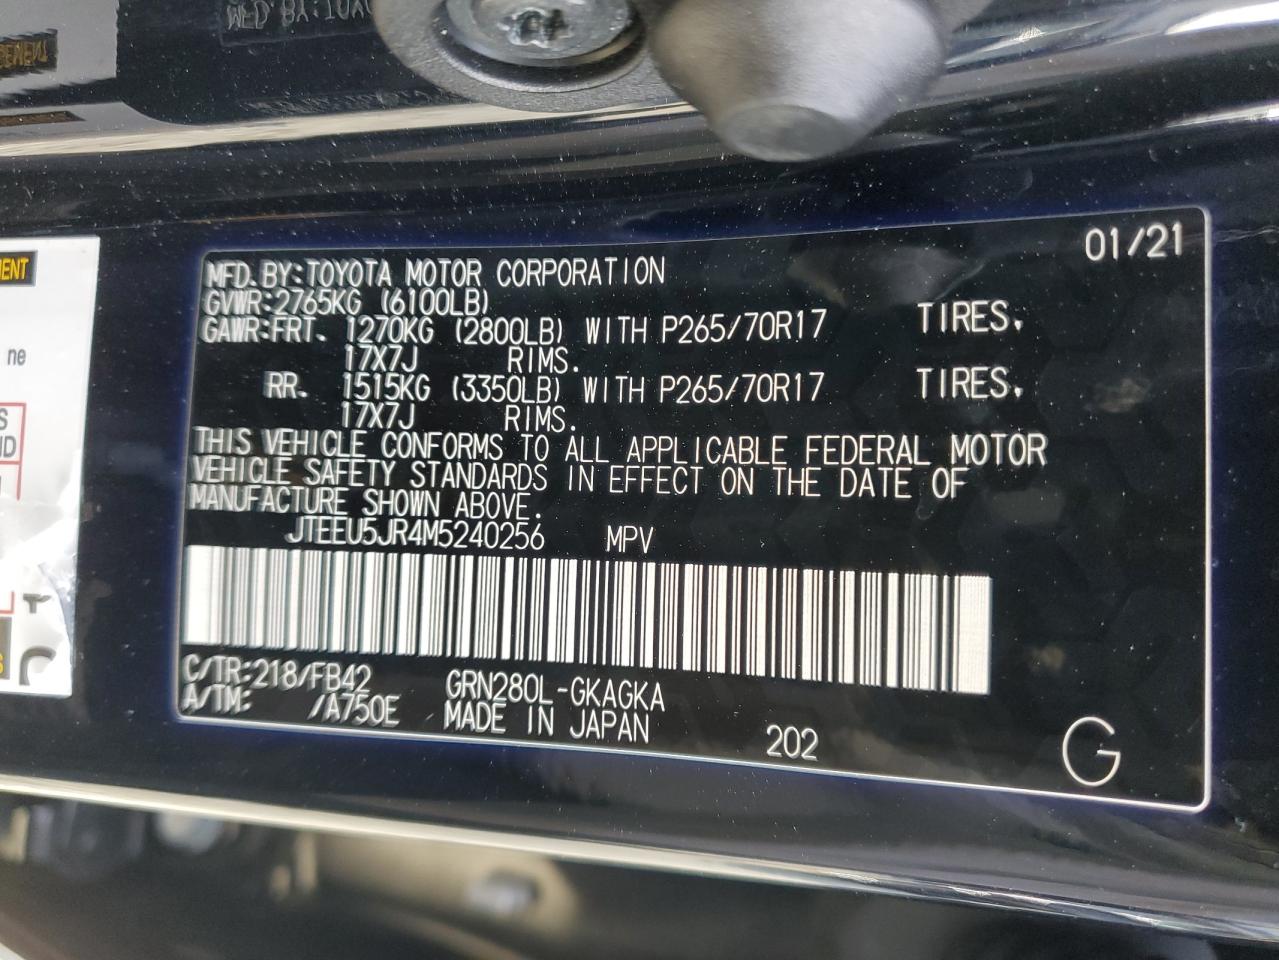 01/21
MFD.BY:TOYOTA MOTOR CORPORATION
GVWR:2765KG (6100LB)
GAWR:FRT. 1270KG (2800LB) WITH P265/70R17 TIRES,
17X7J RIMS.
RR. 1515KG (3350LB) WITH P265/70R17 TIRES,
17X7J RIMS.
THIS VEHICLE CONFORMS TO ALL APPLICABLE FEDERAL MOTOR
VEHICLE SAFETY STANDARDS IN EFFECT ON THE DATE OF
MANUFACTURE SHOWN ABOVE.
JTEEU5JR4M5240256 MPV
C/TR:218/FB42 GRN280L-GKAGKA
A/TM: /A750E MADE IN JAPAN
202
G
ne